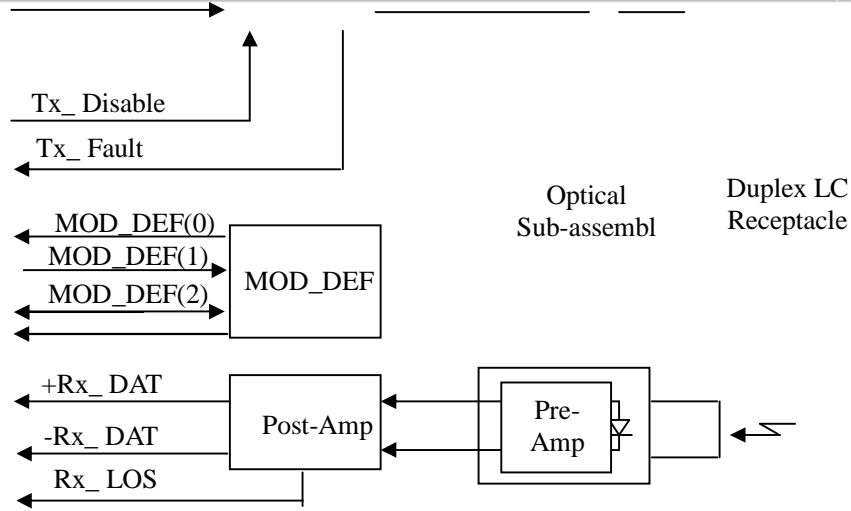 Tx_ Disable
Tx_ Fault
Optical
Sub-assembl
Duplex LC
Receptacle
MOD_DEF(0)
MOD_DEF(1)
MOD_DEF(2)
MOD_DEF
+Rx_ DAT
-Rx_ DAT
Rx_ LOS
Post-Amp
Pre-
Amp